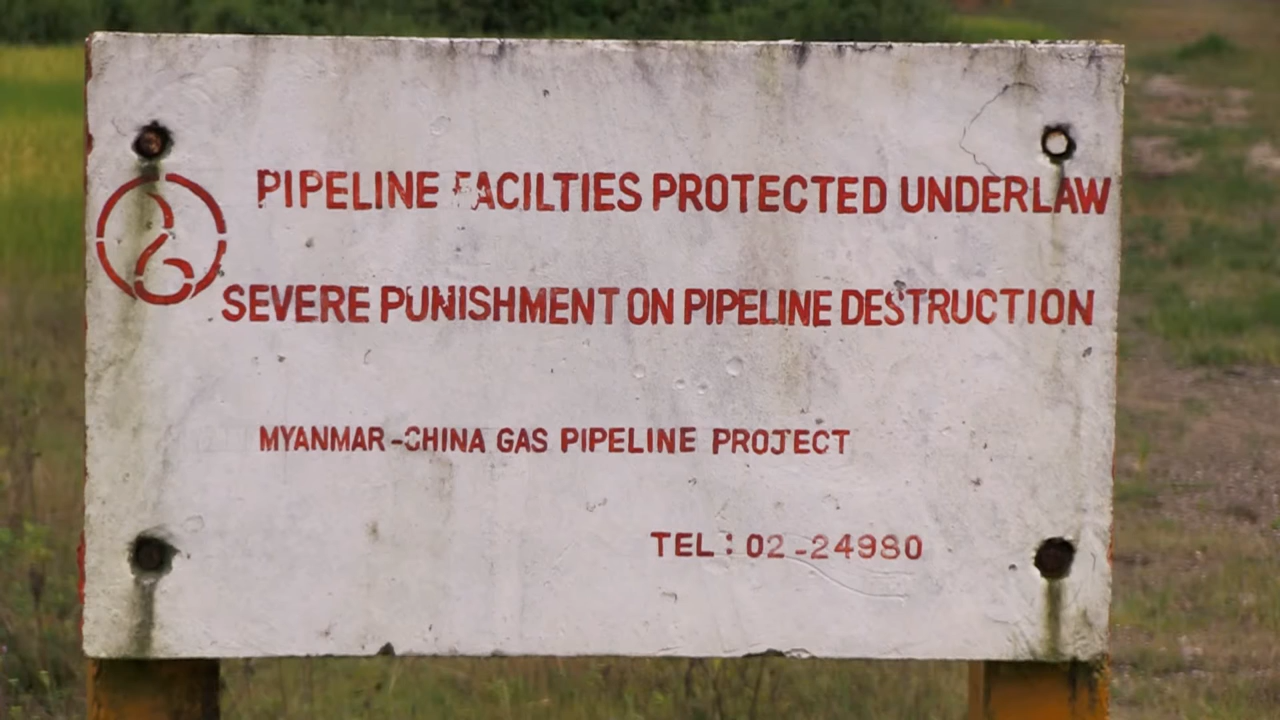 PIPELINE FACILTIES PROTECTED UNDERLAW
SEVERE PUNISHMENT ON PIPELINE DESTRUCTION
MYANMAR-CHINA GAS PIPELINE PROJECT
TEL: 02-24980